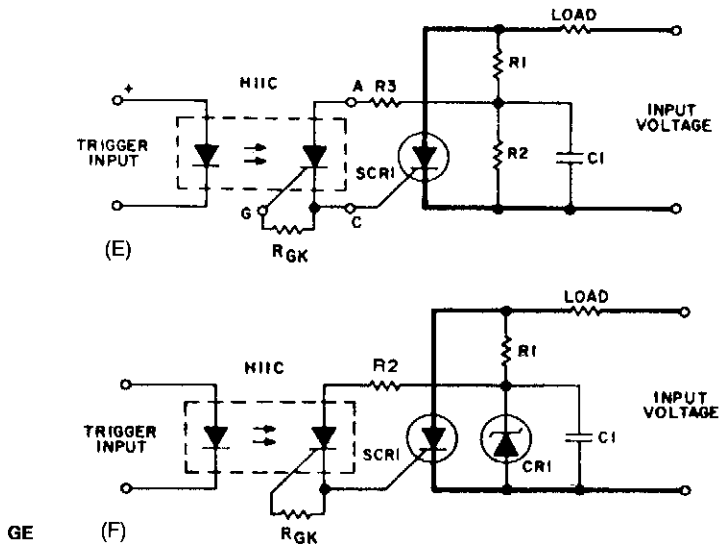 LOAD
R1
H11C
A R3
+
INPUT
VOLTAGE
TRIGGER
INPUT
R2
C1
SCR1
G
C
RGK
(E)
LOAD
R1
H11C
R2
INPUT
VOLTAGE
TRIGGER
INPUT
C1
SCR1
CR1
RGK
GE (F)